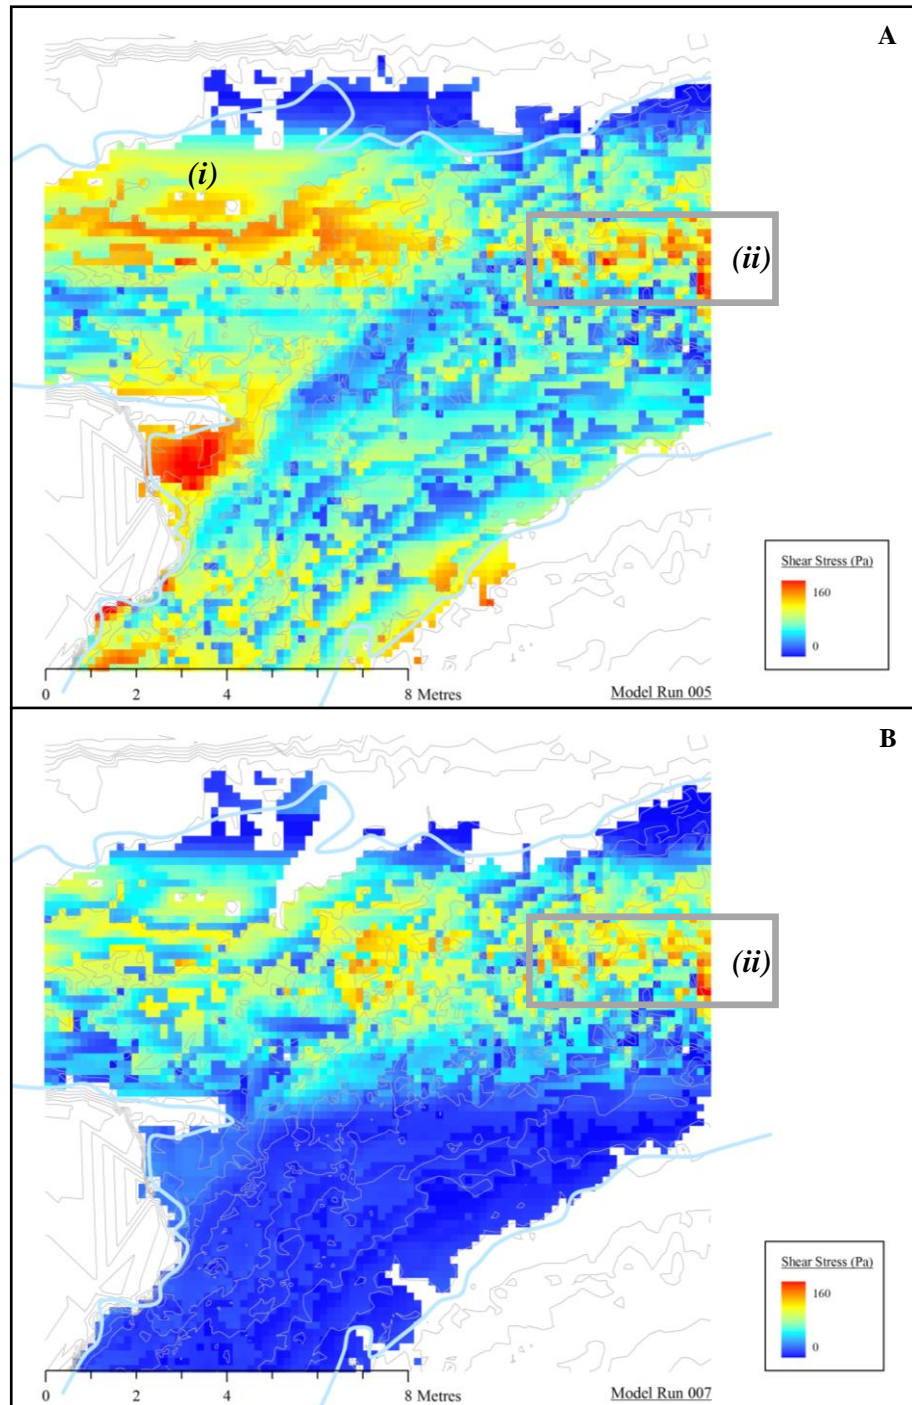 A
(i)
(ii)
Shear Stress (Pa)
160
0
0 2 4 8 Metres
Model Run 005
B
(ii)
Shear Stress (Pa)
160
0
0 2 4 8 Metres
Model Run 007